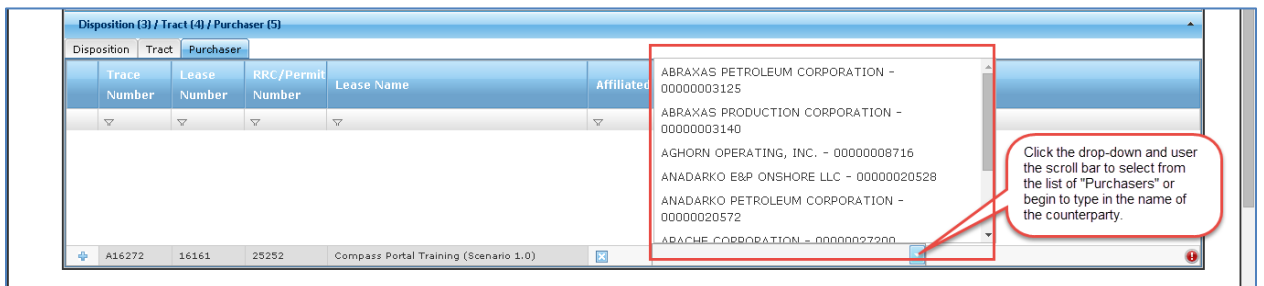 Disposition (3) / Tract (4) / Purchaser (5)
Disposition Tract Purchaser
Trace Number Lease Number RRC/Permit Number Lease Name Affiliated
ABRAXAS PETROLEUM CORPORATION -
00000003125
ABRAXAS PRODUCTION CORPORATION -
00000003140
AGHORN OPERATING, INC. - 00000008716
ANADARKO E&P ONSHORE LLC - 00000020528
ANADARKO PETROLEUM CORPORATION -
00000020572
APACHE CORPORATION - 00000027200
Click the drop-down and user
the scroll bar to select from
the list of "Purchasers" or
begin to type in the name of
the counterparty.
A16272 16161 25252 Compass Portal Training (Scenario 1.0)